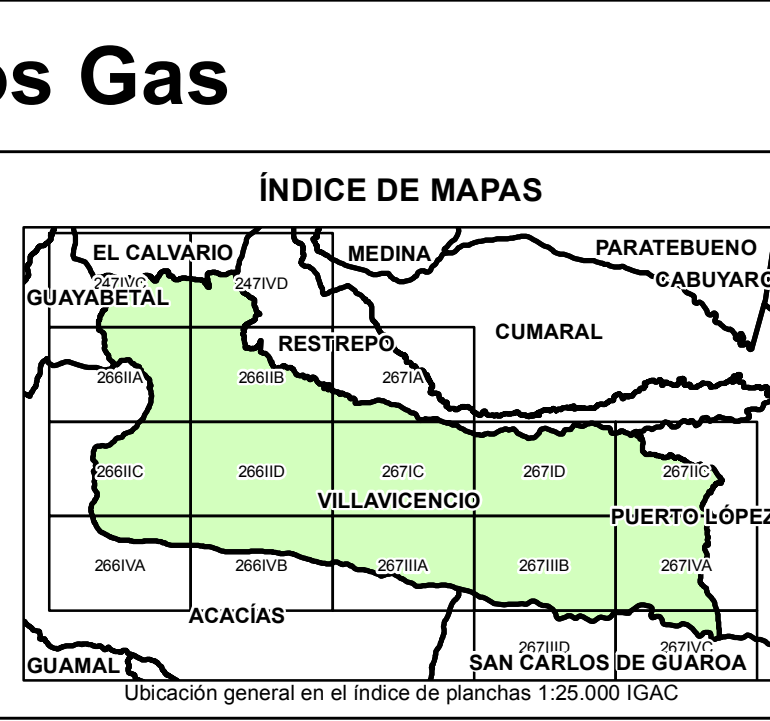 os Gas
ÍNDICE DE MAPAS
EL CALVARIO
MEDINA
PARATEBUENO
247IVC
247IVD
CABUYARO
GUAYABETAL
CUMARAL
RESTREPO
266IIA
266IIB
267IA
266IIC
266IID
267IC
267ID
267IIC
VILLAVICENCIO
PUERTO LÓPEZ
266IVA
266IVB
267IIIA
267IIIB
267IVA
ACACÍAS
267IIID
267IVC
GUAMAL
SAN CARLOS DE GUAROA
Ubicación general en el índice de planchas 1:25.000 IGAC